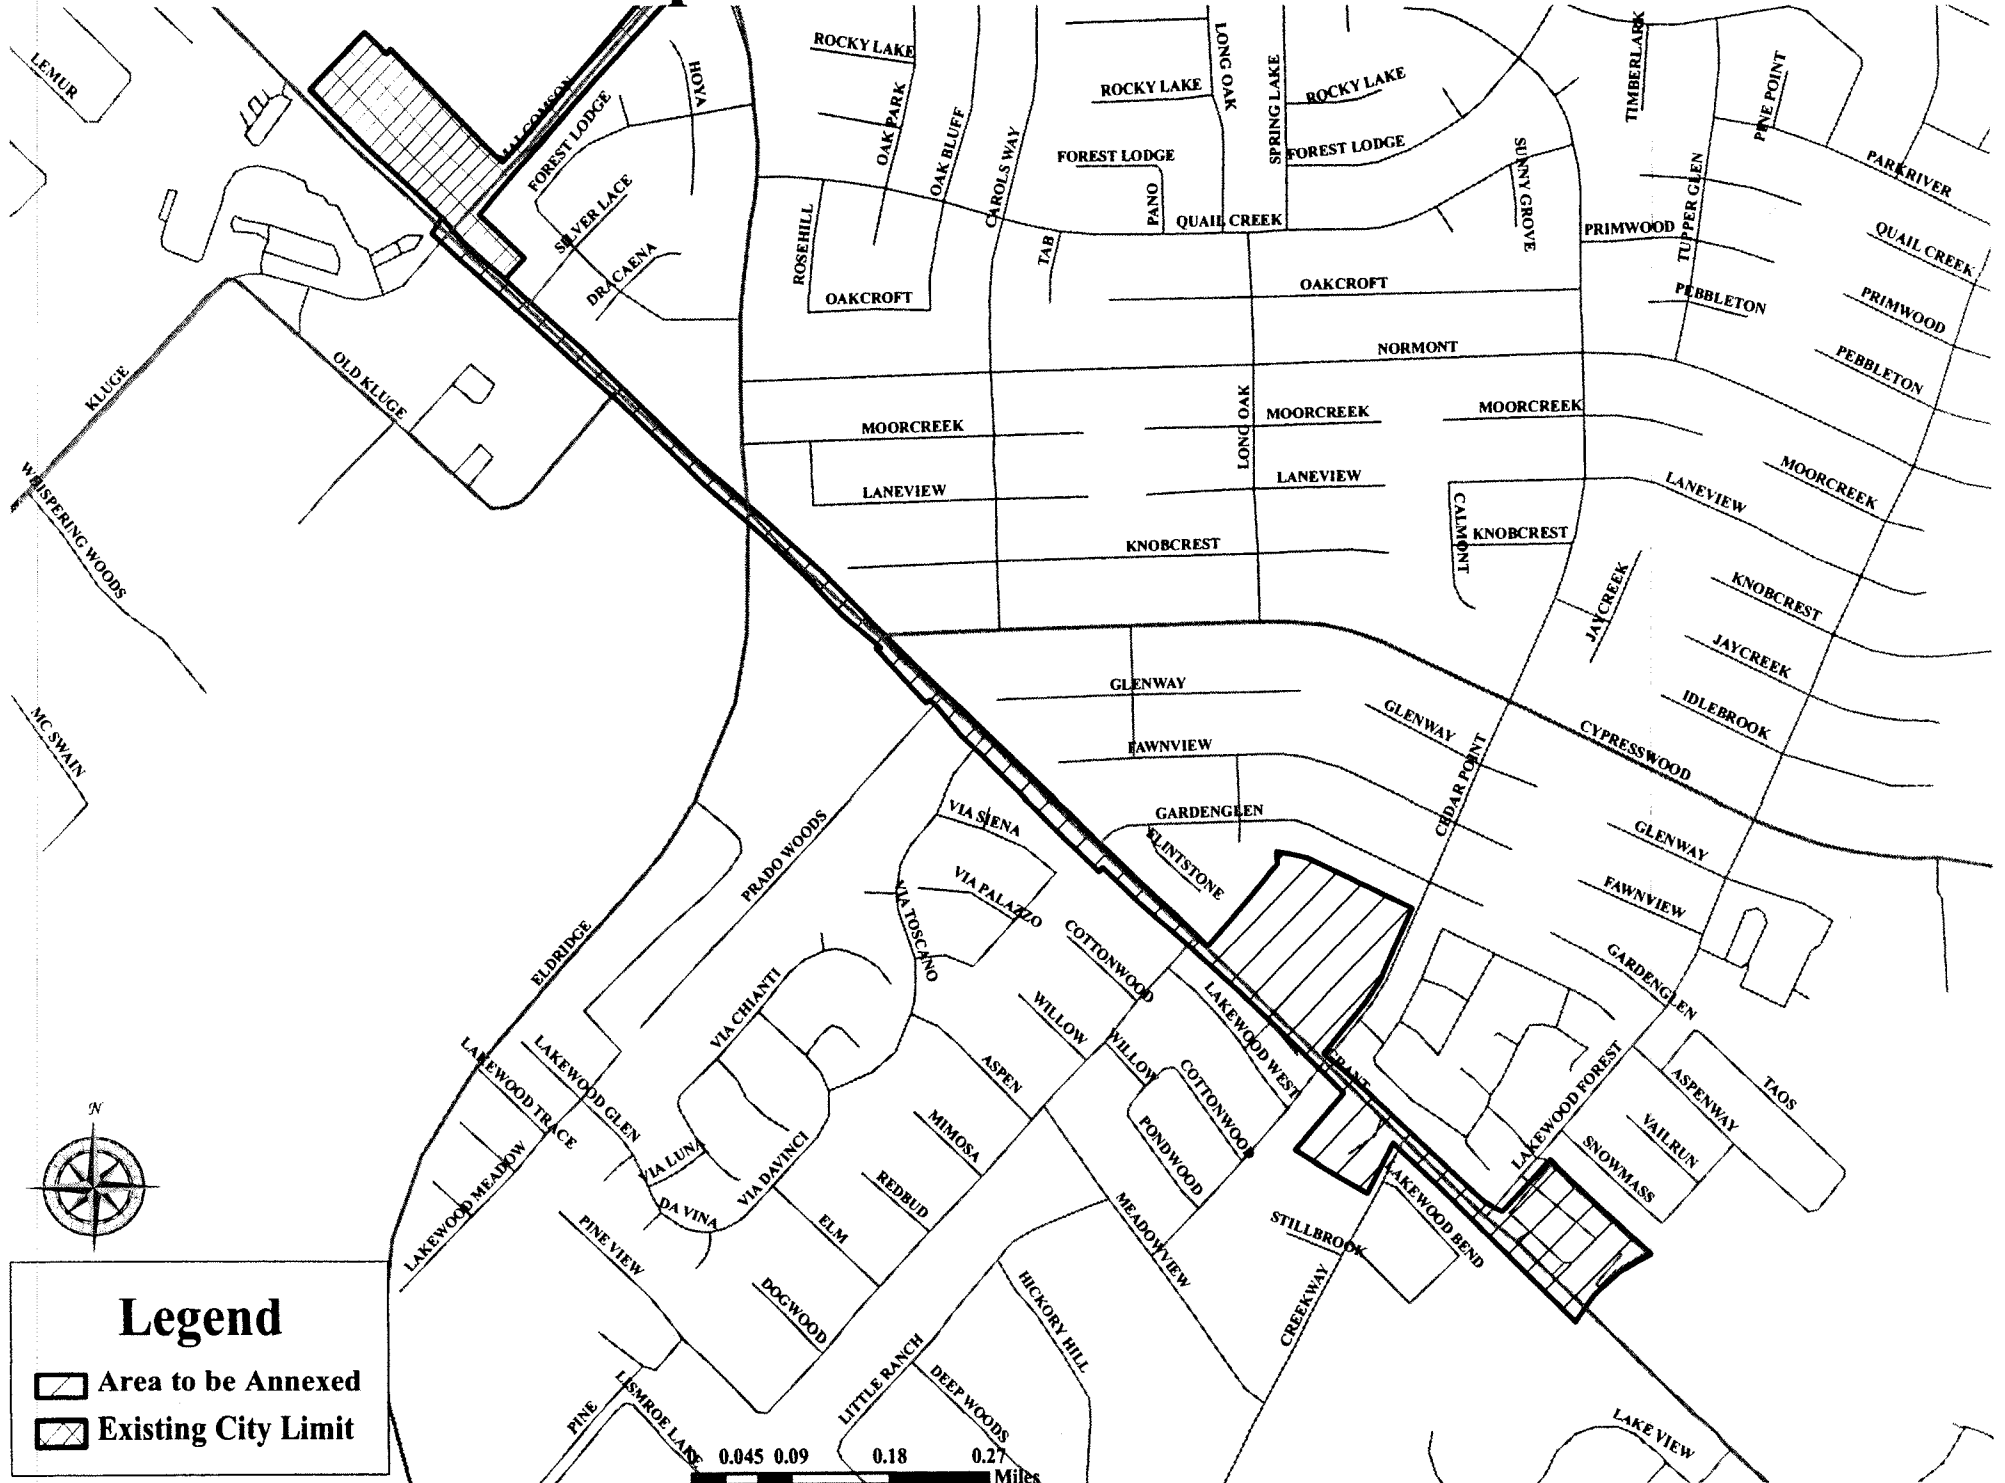 LEMUR
HOYA
ROCKY LAKE
LONG OAK
TIMBERLARK
PINE POINT
ROCKY LAKE
SPRING LAKE
ROCKY LAKE
MALCOMSON
FOREST LODGE
OAK PARK
OAK BLUFF
CAROLS WAY
FOREST LODGE
FOREST LODGE
SUNNY GROVE
TUPPER GLEN
PARKRIVER
SILVER LACE
DRACAENA
ROSEHILL
TAB
PANO
QUAIL CREEK
PRIMWOOD
QUAIL CREEK
OAKCROFT
OAKCROFT
PEBBLETON
PRIMWOOD
KLUGE
OLD KLUGE
NORMONT
PEBBLETON
MOORCREEK
LONG OAK
MOORCREEK
MOORCREEK
WHISPERING WOODS
LANEVIEW
LANEVIEW
CALMONT
LANEVIEW
MOORCREEK
KNOBCREST
KNOBCREST
JAYCREEK
KNOBCREST
JAYCREEK
GLENWAY
GLENWAY
IDLEBROOK
MC SWAIN
FAWNVIEW
CEDAR POINT
CYPRESSWOOD
PRADO WOODS
VIA SIENA
GARDENGLEN
FLINTSTONE
GLENWAY
VIA PALAZZO
VIA TOSCANO
FAWNVIEW
ELDRIDGE
COTTONWOOD
GARDENGLEN
VIA CHIANTI
WILLOW
LAKEWOOD WEST
LAKEWOOD TRACE
LAKEWOOD GLEN
ASPEN
WILLOW
COTTONWOOD
GRANT
LAKEWOOD FOREST
ASPENWAY
TAOS
MIMOSA
PONDWOOD
VAILRUN
SNOWMASS
N
LAKEWOOD MEADOW
VIA LUNA
VIA DAVINCI
DA VINA
REDBUD
MEADOWVIEW
LAKEWOOD BEND
PINE VIEW
ELM
STILLBROOK
DOGWOOD
HICKORY HILL
CREEKWAY
Legend
Area to be Annexed
Existing City Limit
PINE
LISMROE LAKE
LITTLE RANCH
DEEP WOODS
LAKE VIEW
0 0.045 0.09 0.18 0.27
Miles